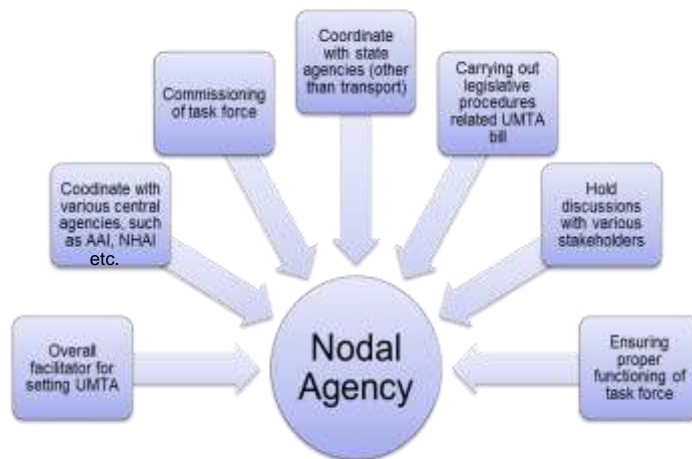 Coordinate
with state
agencies (other
than transport)
Commissioning
of task force
Carrying out
legislative
procedures
related UMTA
bill
Coodinate with
various central
agencies, such
as AAI, NHAI
etc.
Hold
discussions
with various
stakeholders
Overall
facilitator for
setting UMTA
Nodal
Agency
Ensuring
proper
functioning of
task force